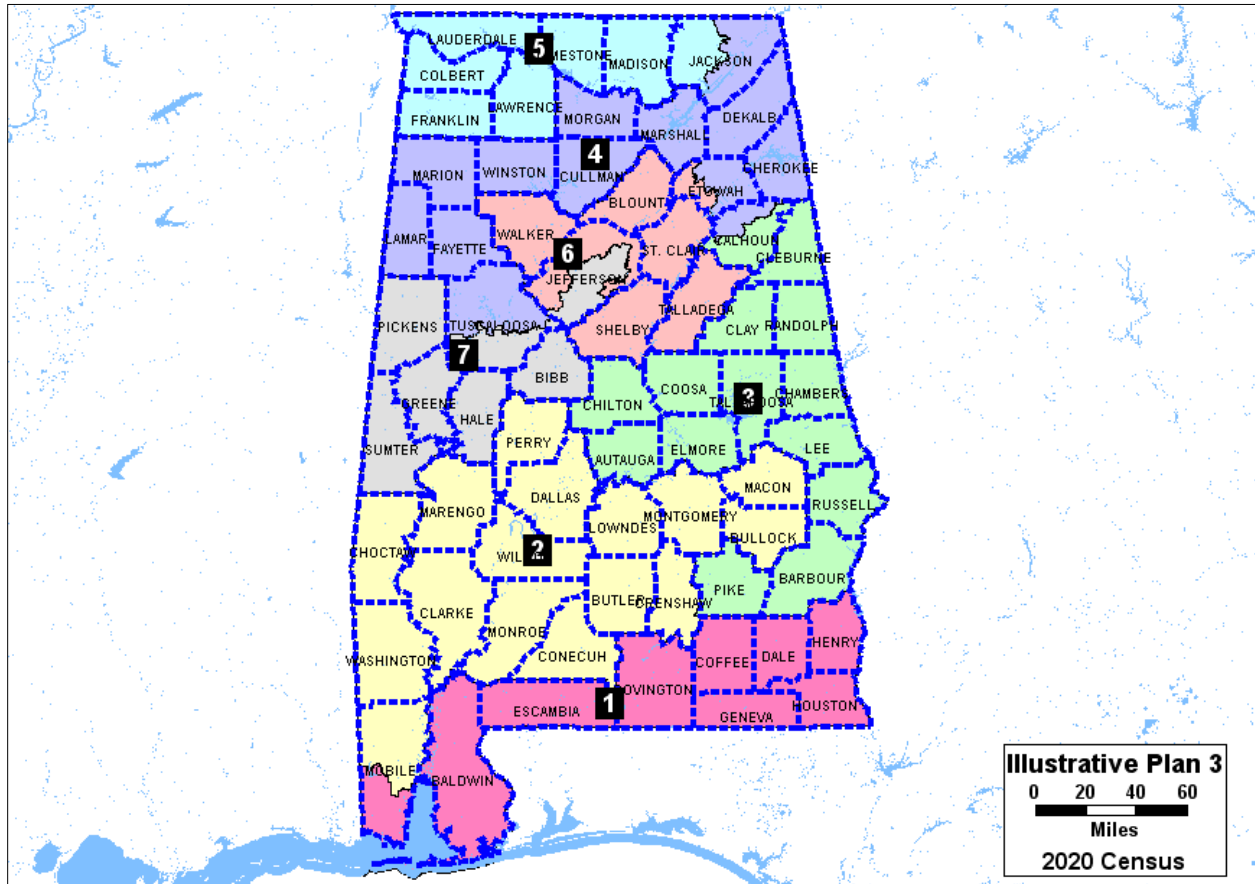 LAUDERDALE
5
MESTONE
MADISON
JACKSON
COLBERT
LAWRENCE
FRANKLIN
MORGAN
MARSHALL
DEKALB
MARION
WINSTON
4
CULLMAN
CHEROKEE
ETOWAH
BLOUNT
LAMAR
FAYETTE
WALKER
6
JEFFERSON
ST. CLAIR
CALHOUN
CLEBURNE
PICKENS
TUSCALOOSA
SHELBY
TALLADEGA
CLAY
RANDOLPH
7
BIBB
GREENE
HALE
CHILTON
COOSA
3
TALLAPOOSA
CHAMBERS
SUMTER
PERRY
AUTAUGA
ELMORE
LEE
MARENGO
DALLAS
LOWNDES
MONTGOMERY
MACON
RUSSELL
BULLOCK
CHOCTAW
WIL
2
CLARKE
BUTLER
CRENSHAW
PIKE
BARBOUR
MONROE
WASHINGTON
CONECUH
COFFEE
DALE
HENRY
ESCAMBIA
1
OVINGTON
GENEVA
HOUSTON
MOBILE
BALDWIN
Illustrative Plan 3
0 20 40 60
Miles
2020 Census